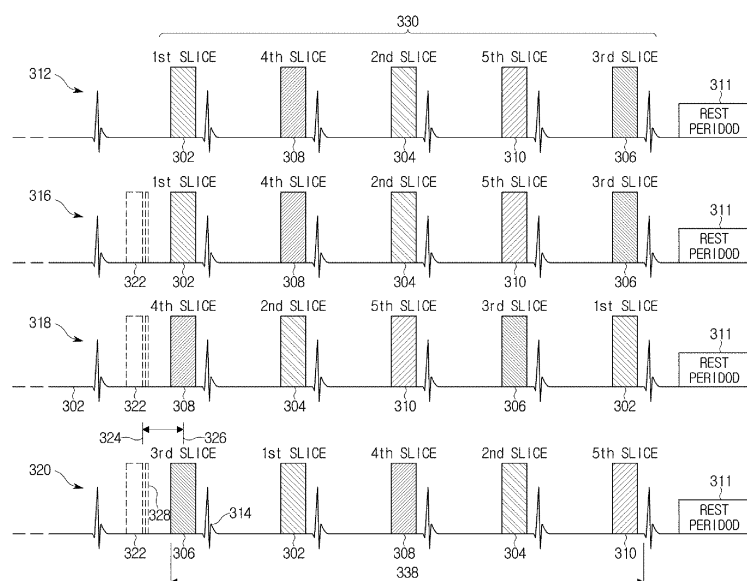 330
1st SLICE 4th SLICE 2nd SLICE 5th SLICE 3rd SLICE
312
311
REST
PERIDOD
302 308 304 310 306
1st SLICE 4th SLICE 2nd SLICE 5th SLICE 3rd SLICE
316
311
REST
PERIDOD
322 302 308 304 310 306
4th SLICE 2nd SLICE 5th SLICE 3rd SLICE 1st SLICE
318
311
REST
PERIDOD
302 322 308 304 310 306 302
324 326
3rd SLICE 1st SLICE 4th SLICE 2nd SLICE 5th SLICE
320
311
328 314
REST
PERIDOD
322 306 302 308 304 310
338